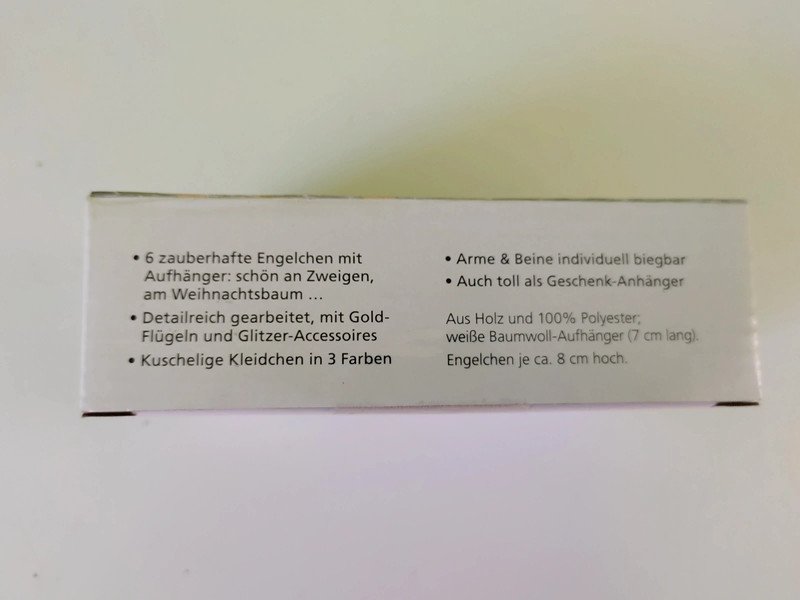 • 6 zauberhafte Engelchen mit
Aufhänger: schön an Zweigen,
am Weihnachtsbaum ...
• Detailreich gearbeitet, mit Gold-
Flügeln und Glitzer-Accessoires
• Kuschelige Kleidchen in 3 Farben
• Arme & Beine individuell biegbar
• Auch toll als Geschenk-Anhänger
Aus Holz und 100% Polyester;
weiße Baumwoll-Aufhänger (7 cm lang).
Engelchen je ca. 8 cm hoch.